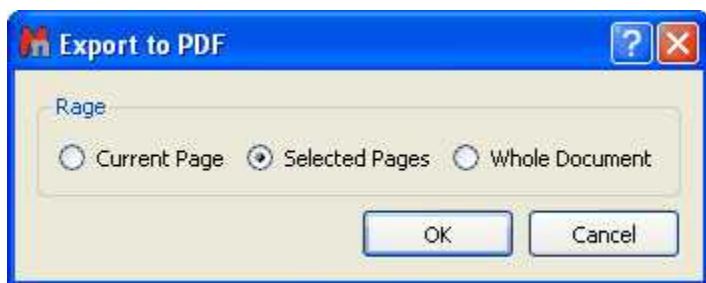 Export to PDF
Rage
Current Page Selected Pages Whole Document
OK Cancel